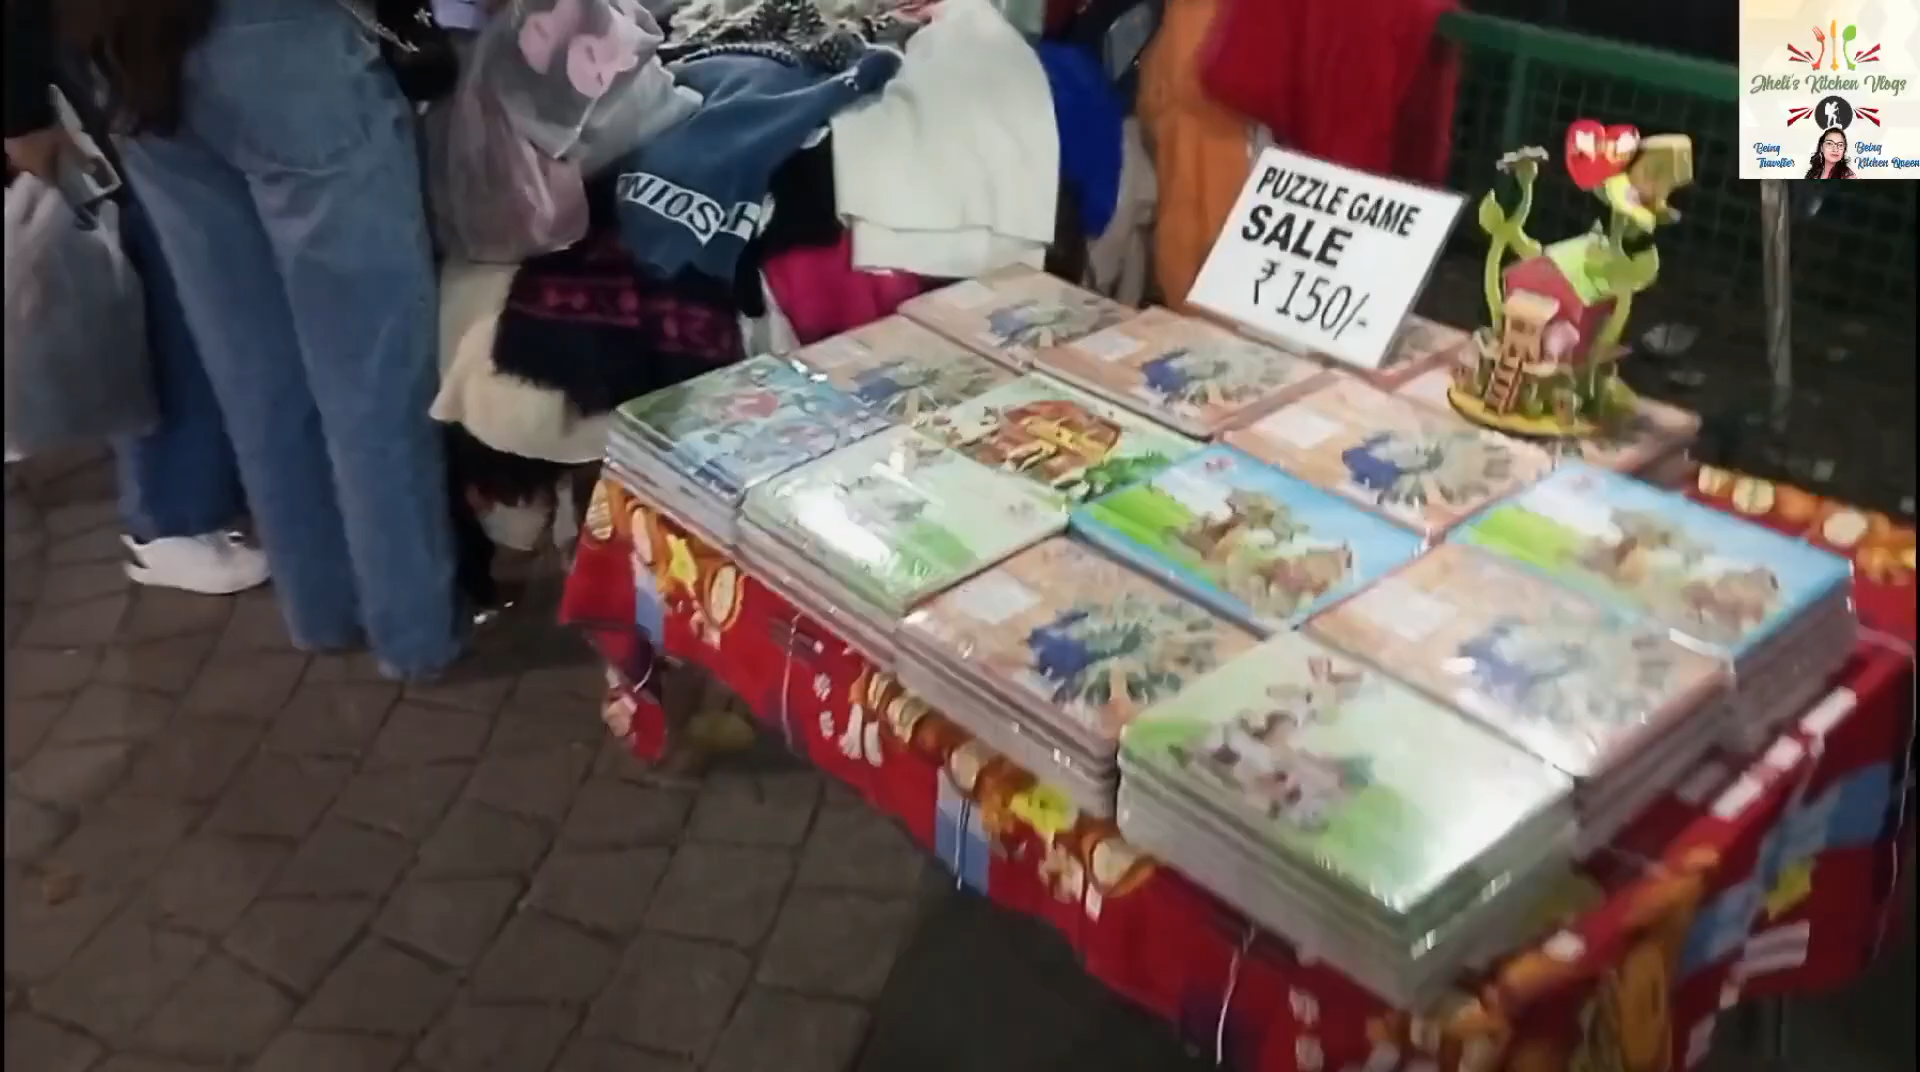 Jheli's Kitchen Vlogs
Being Traveller
Being Kitchen Queen
PUZZLE GAME
SALE
₹ 150/-